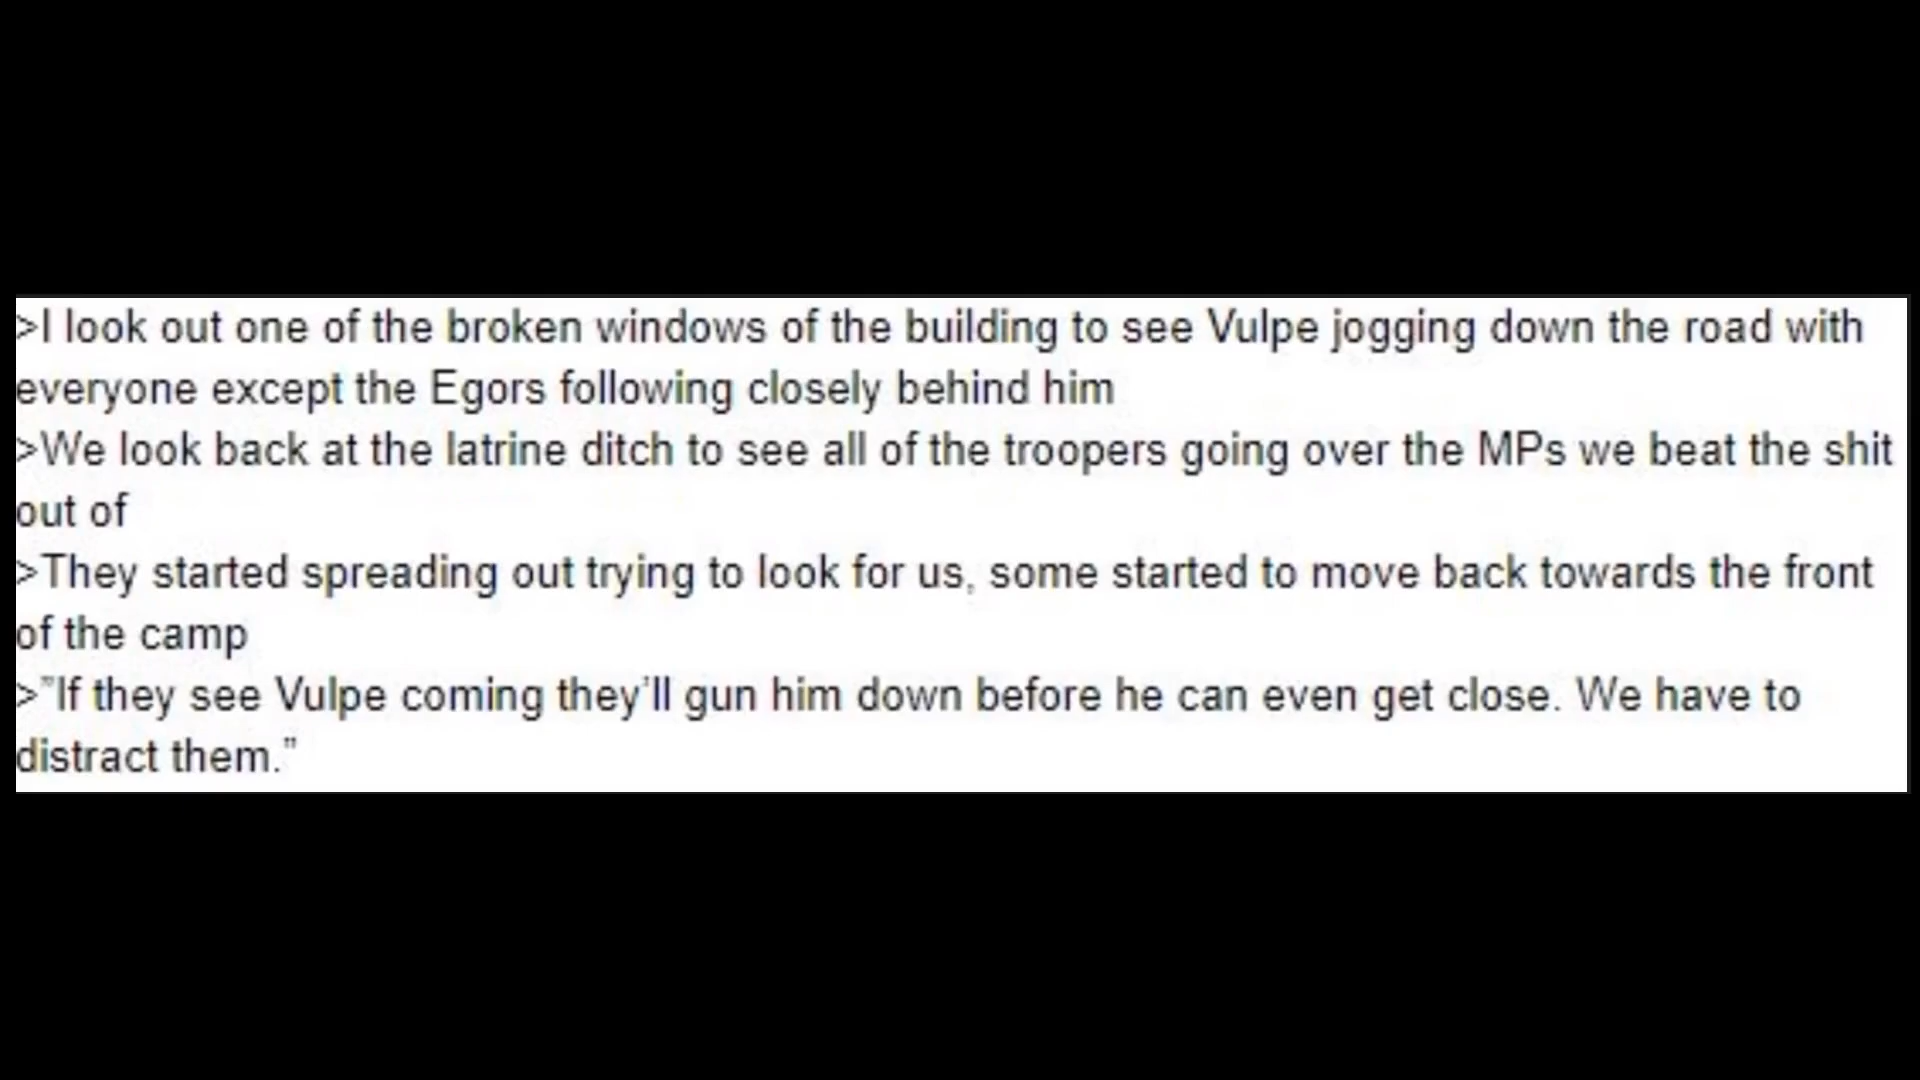 >I look out one of the broken windows of the building to see Vulpe jogging down the road with
everyone except the Egors following closely behind him
>We look back at the latrine ditch to see all of the troopers going over the MPs we beat the shit
out of
>They started spreading out trying to look for us, some started to move back towards the front
of the camp
>"If they see Vulpe coming they'll gun him down before he can even get close. We have to
distract them."